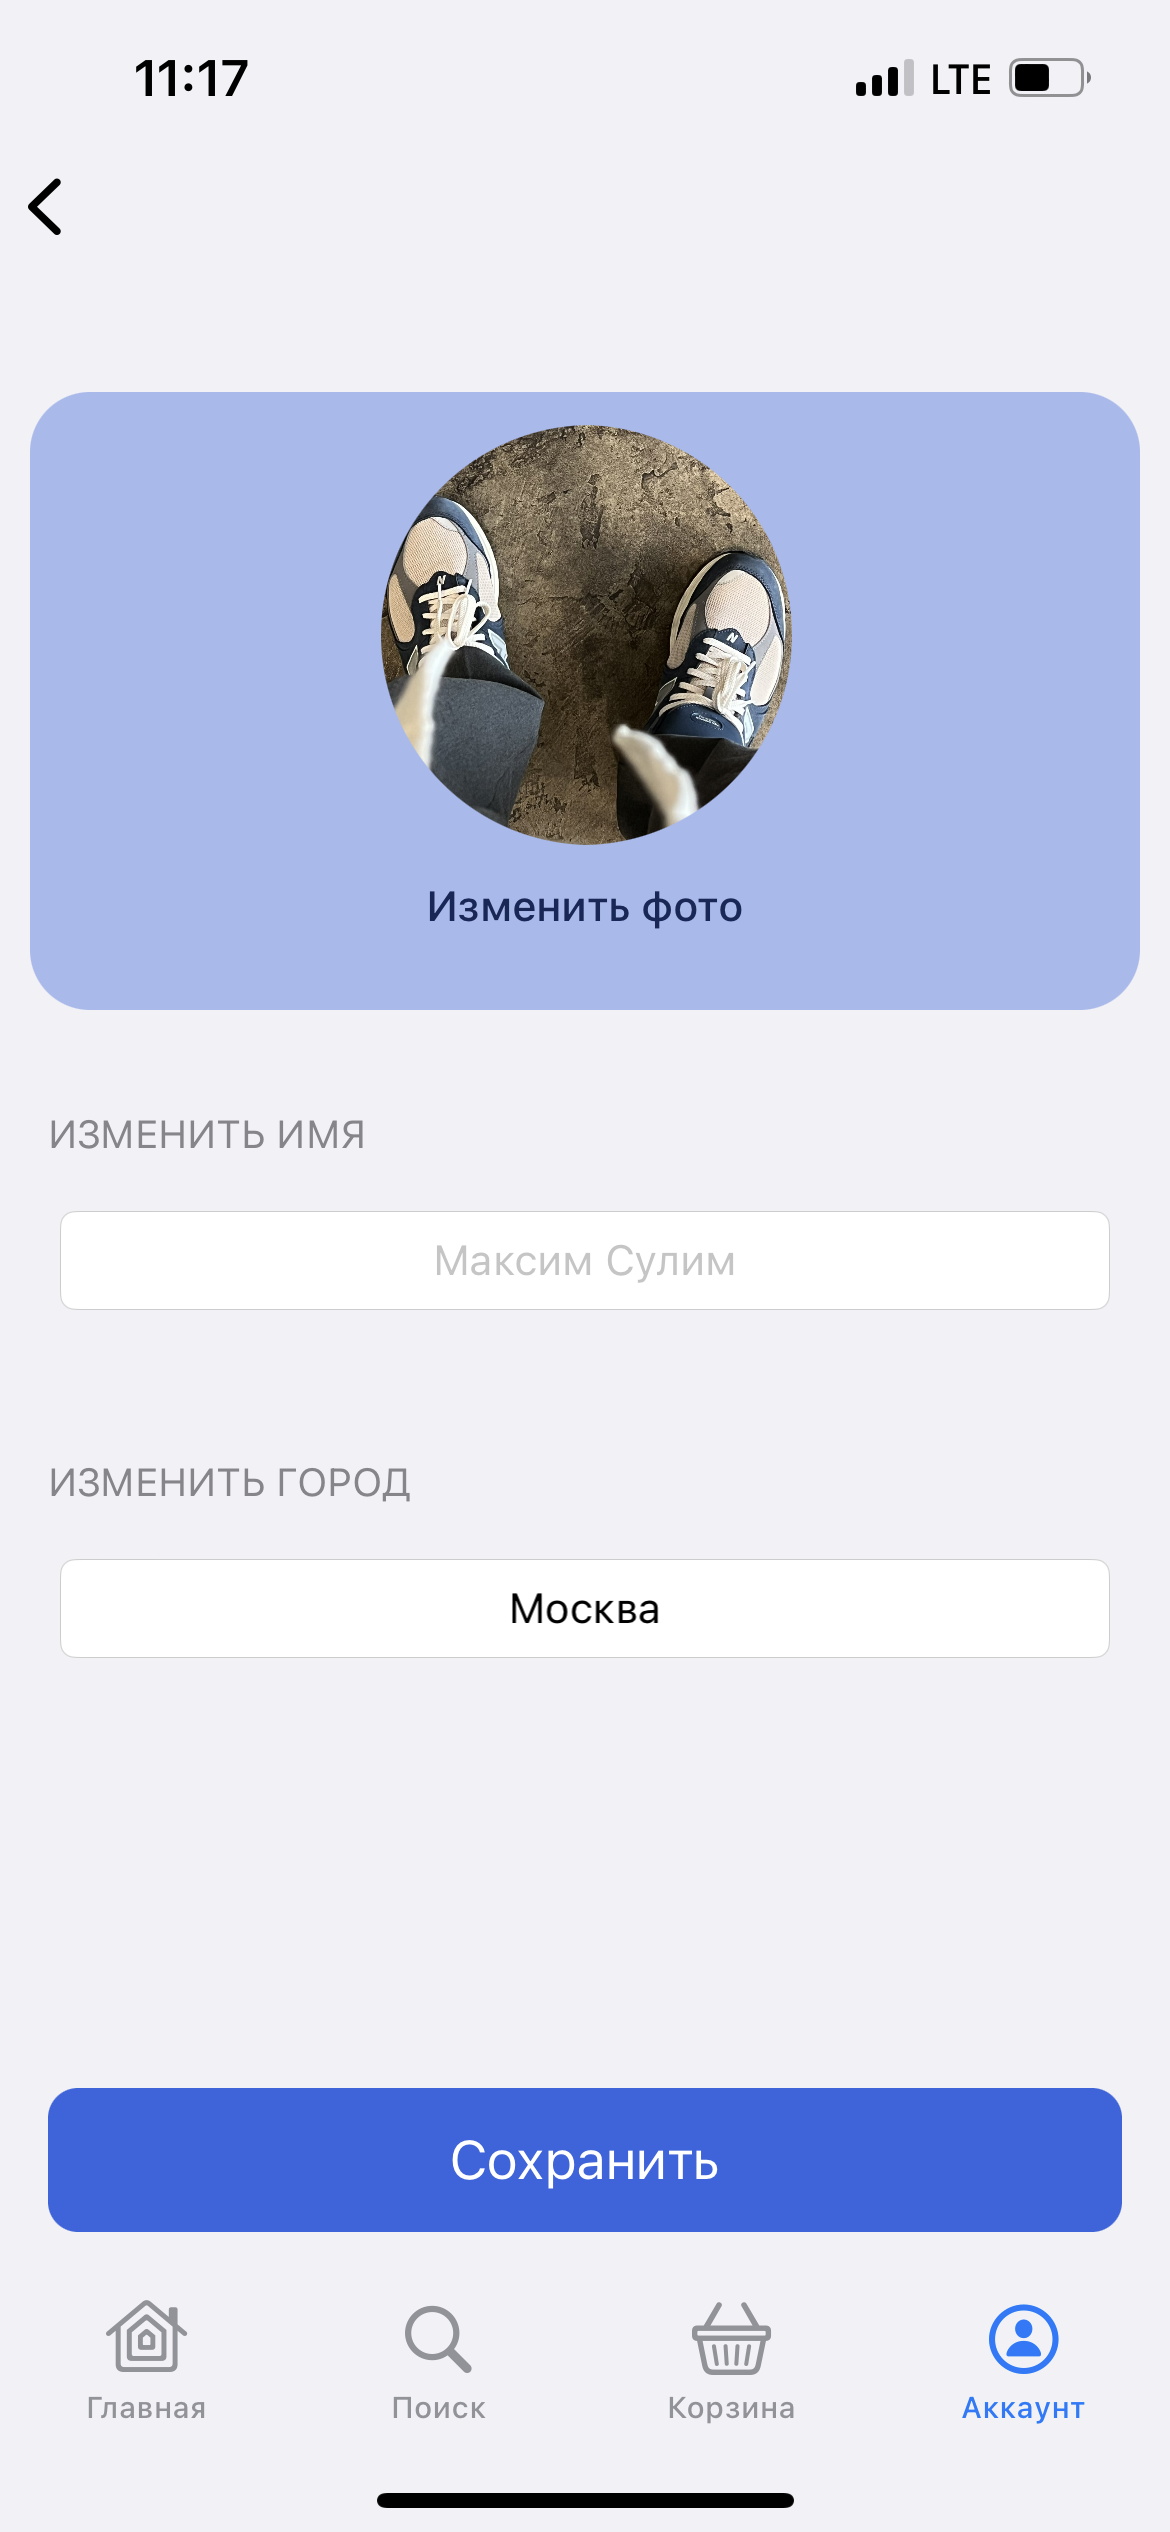 11:17
LTE
Изменить фото
ИЗМЕНИТЬ ИМЯ
Максим Сулим
ИЗМЕНИТЬ ГОРОД
Москва
Сохранить
Главная
Поиск
Корзина
Аккаунт